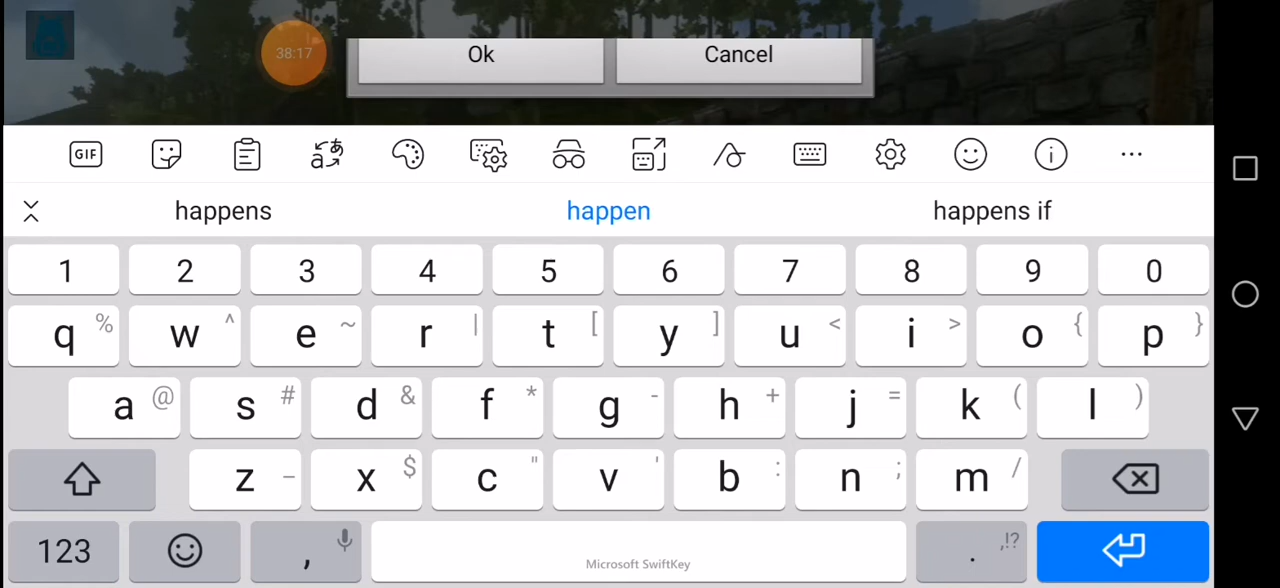 38:17
Ok Cancel
GIF
a あ
happens happen happens if
1 2 3 4 5 6 7 8 9 0
q % w ^ e ~ r | t [ y ] u < i > o { p }
a @ s # d & f * g - h + j = k ( l )
z _ x $ c " v ' b : n ; m /
123 , Microsoft SwiftKey . ,!?